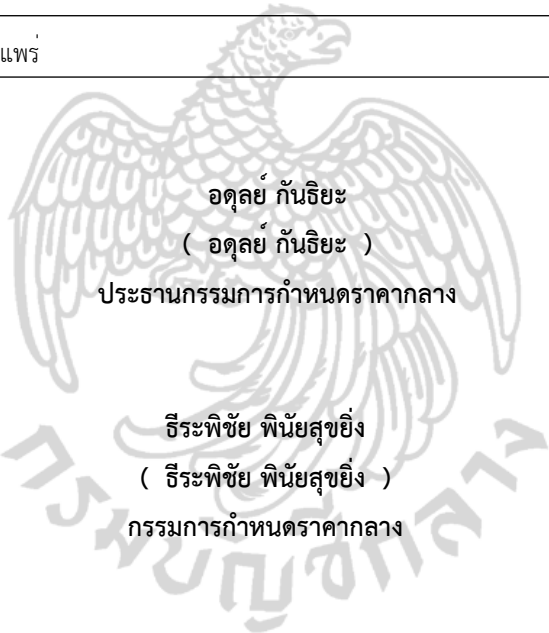 แพร่
อดุลย์ กันธิยะ
( อดุลย์ กันธิยะ )
ประธานกรรมการกำหนดราคากลาง
ธีระพิชัย พินัยสุขยิ่ง
( ธีระพิชัย พินัยสุขยิ่ง )
กรรมการกำหนดราคากลาง
กรมบัญชีกลาง